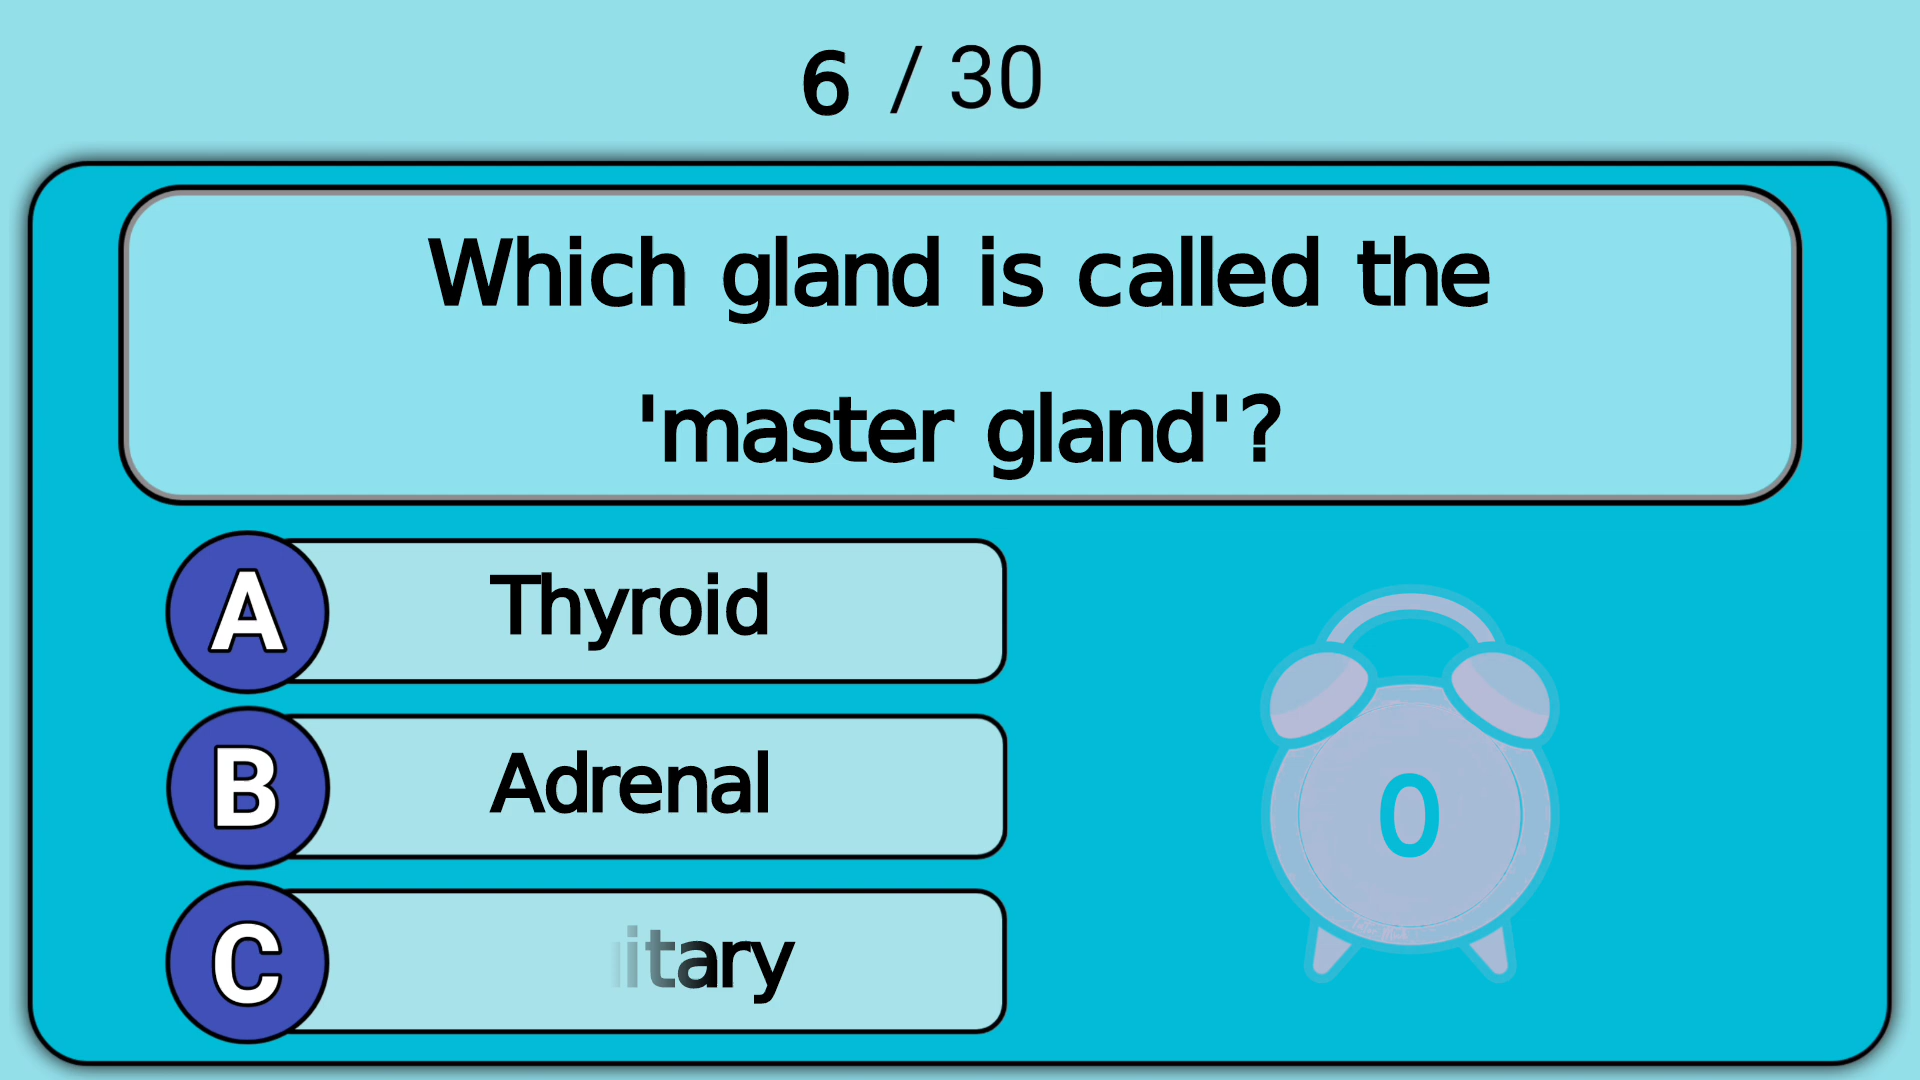 6 / 30
Which gland is called the
'master gland'?
A Thyroid
B Adrenal
C itary
0